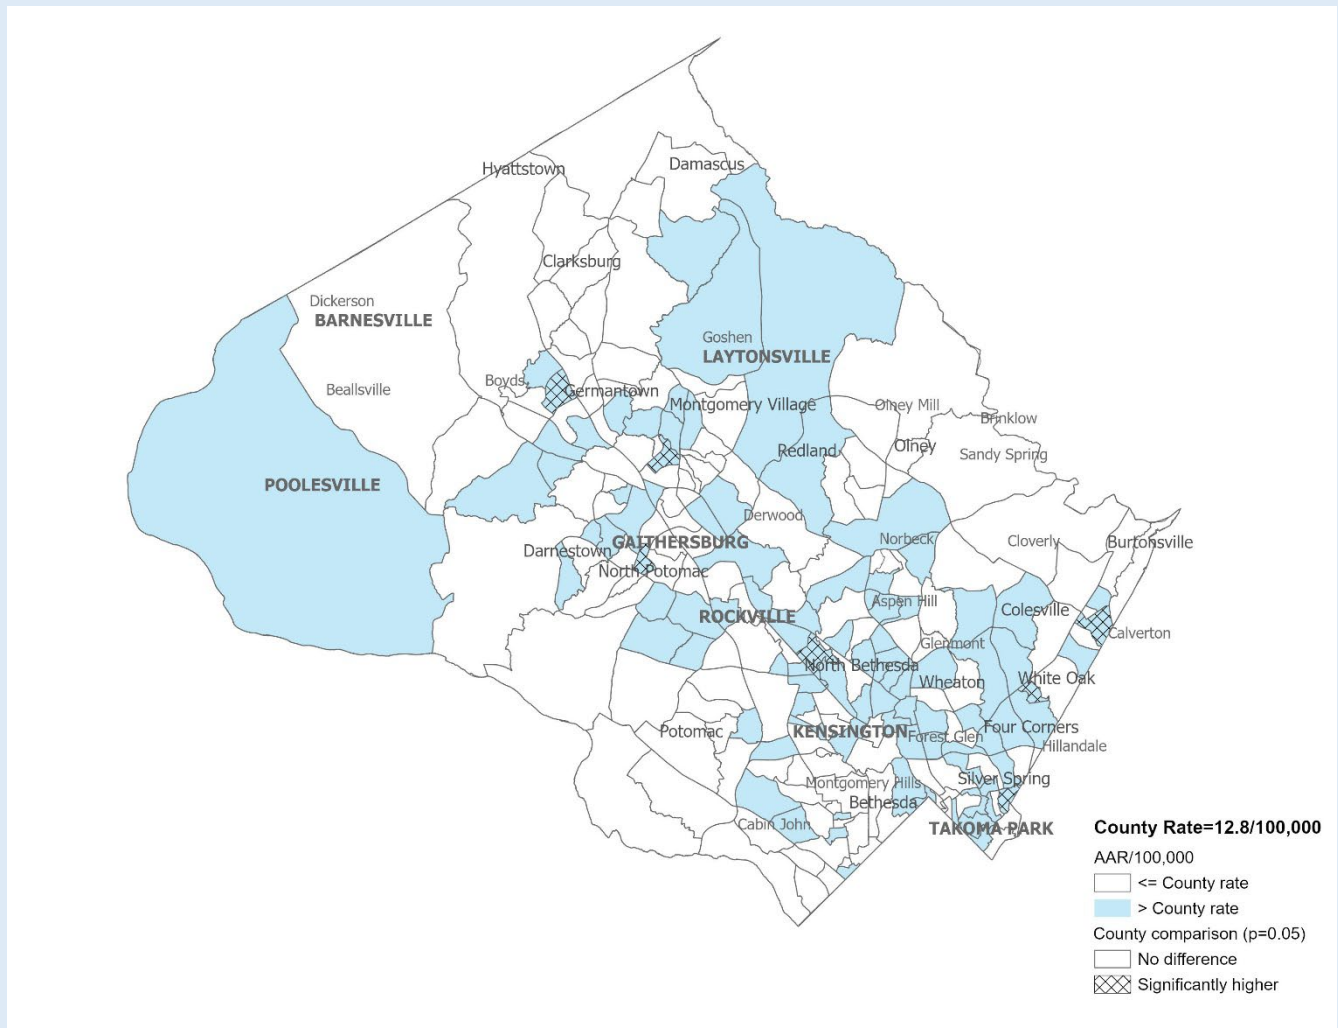 Hyattstown
Damascus
Clarksburg
Dickerson
BARNESVILLE
Goshen
LAYTONSVILLE
Boyds
Germantown
Beallsville
Montgomery Village
Olney Mill
Brinklow
Olney
Redland
Sandy Spring
POOLESVILLE
Derwood
GAITHERSBURG
Norbeck
Cloverly
Burtonsville
Darnestown
North Potomac
Aspen Hill
Colesville
ROCKVILLE
Calverton
Glenmont
North Bethesda
Wheaton
White Oak
Potomac
KENSINGTON
Forest Glen
Four Corners
Hillandale
Montgomery Hills
Silver Spring
Bethesda
Cabin John
TAKOMA PARK
County Rate=12.8/100,000
AAR/100,000
<= County rate
> County rate
County comparison (p=0.05)
No difference
Significantly higher